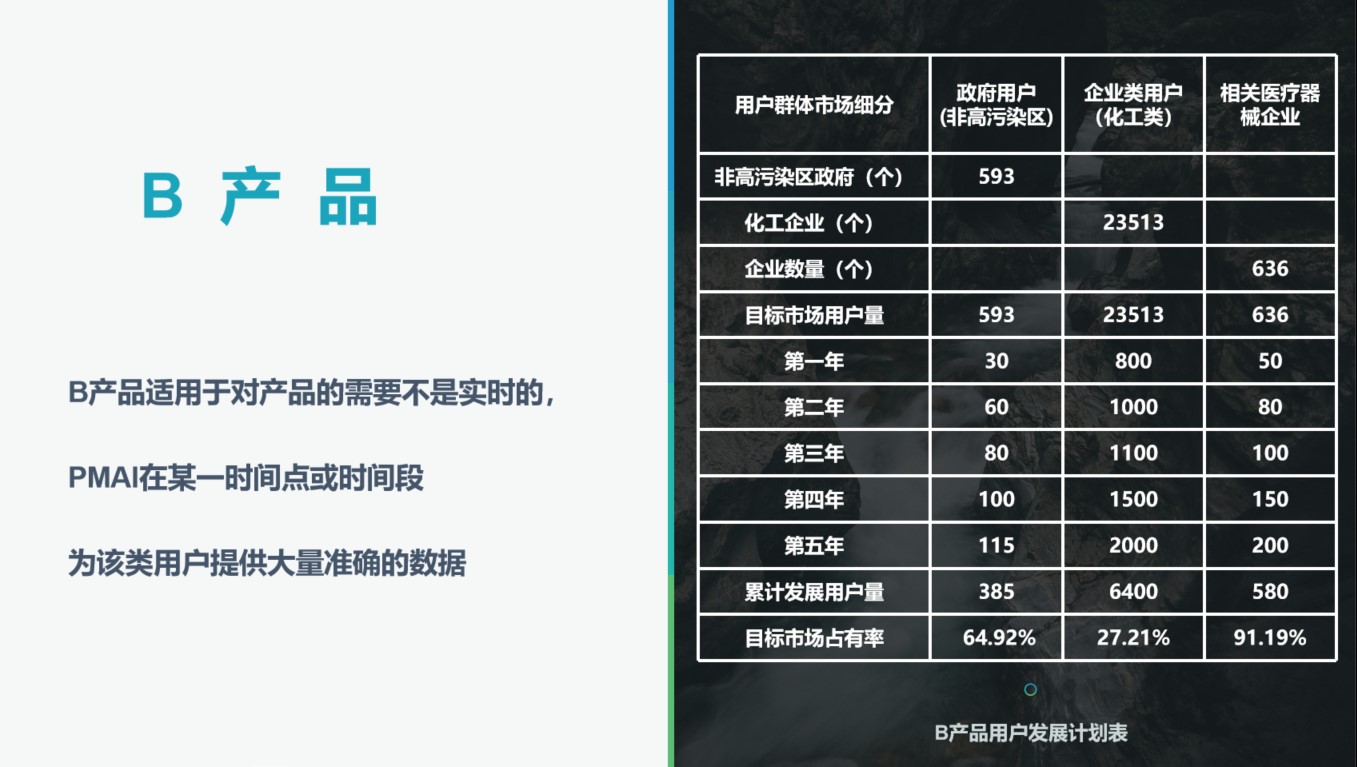 B 产 品
B产品适用于对产品的需要不是实时的，
PMAI在某一时间点或时间段
为该类用户提供大量准确的数据
用户群体市场细分 政府用户 (非高污染区) 企业类用户 （化工类） 相关医疗器 械企业
非高污染区政府（个） 593
化工企业（个） 23513
企业数量（个） 636
目标市场用户量 593 23513 636
第一年 30 800 50
第二年 60 1000 80
第三年 80 1100 100
第四年 100 1500 150
第五年 115 2000 200
累计发展用户量 385 6400 580
目标市场占有率 64.92% 27.21% 91.19%
B产品用户发展计划表